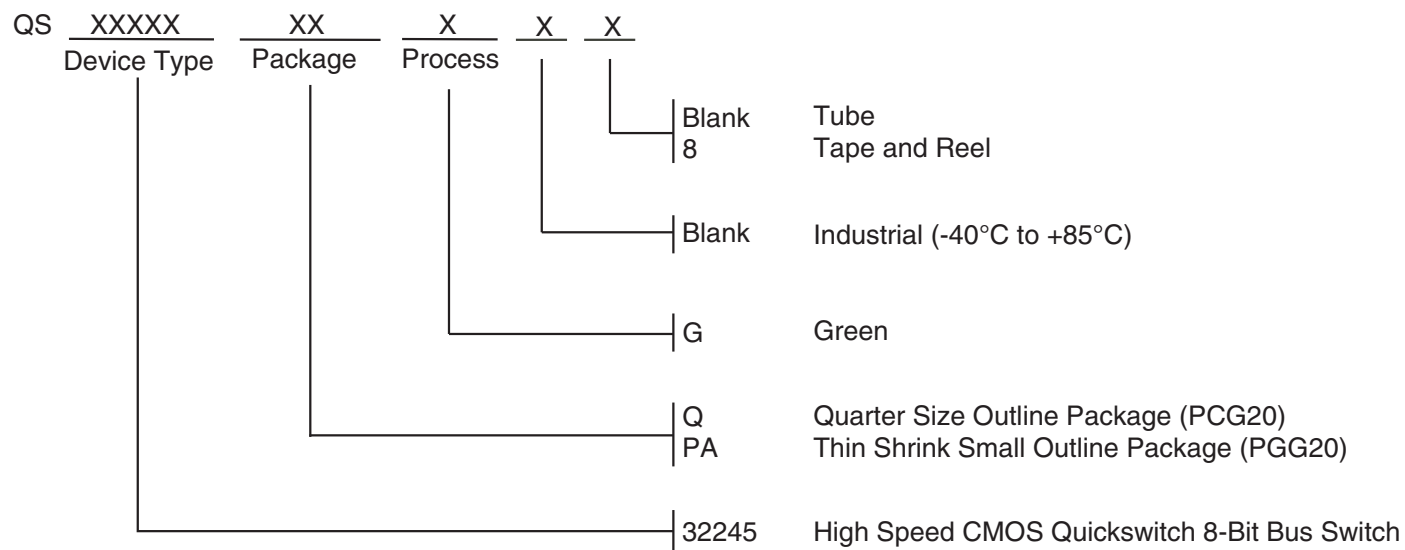 QS XXXXX XX X X X
Device Type Package Process
Blank Tube
8 Tape and Reel
Blank Industrial (-40°C to +85°C)
G Green
Q Quarter Size Outline Package (PCG20)
PA Thin Shrink Small Outline Package (PGG20)
32245 High Speed CMOS Quickswitch 8-Bit Bus Switch